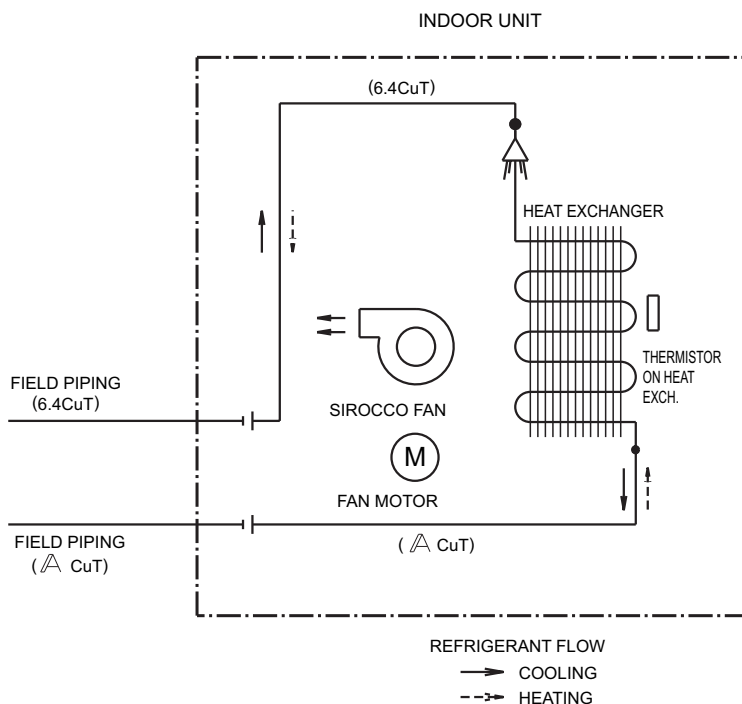 INDOOR UNIT
(6.4CuT)
HEAT EXCHANGER
THERMISTOR
ON HEAT
EXCH.
FIELD PIPING
(6.4CuT)
SIROCCO FAN
M
FAN MOTOR
FIELD PIPING
(A CuT)
(A CuT)
REFRIGERANT FLOW
COOLING
HEATING